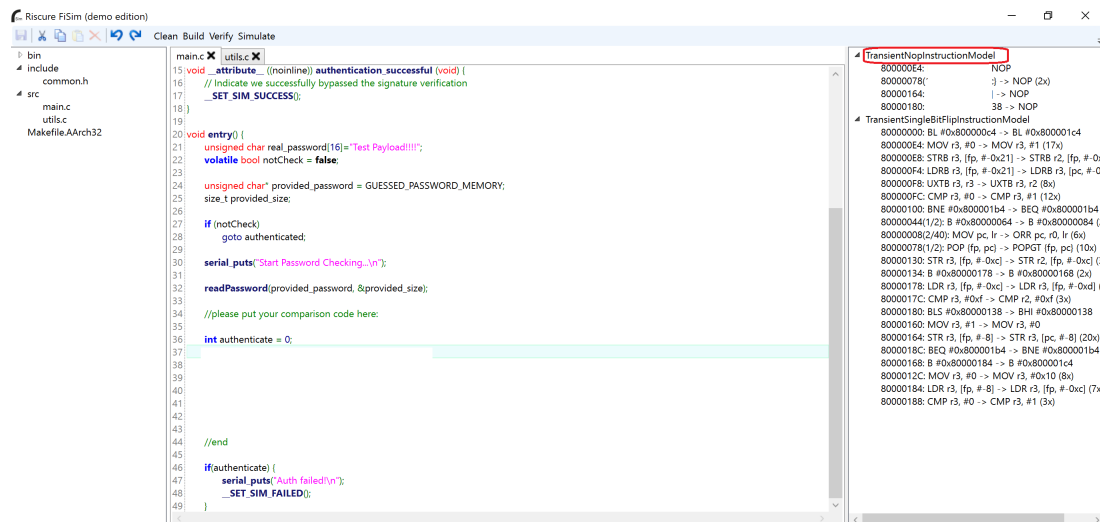 Riscure FiSim (demo edition)
Clean Build Verify Simulate
bin
include
common.h
src
main.c
utils.c
Makefile.AArch32
main.c
utils.c
15 void __attribute__ ((noinline)) authentication_successful (void) {
16 // Indicate we successfully bypassed the signature verification
17 __SET_SIM_SUCCESS();
18 }
19
20 void entry() {
21 unsigned char real_password[16]="Test Payload!!!!";
22 volatile bool notCheck = false;
23
24 unsigned char* provided_password = GUESSED_PASSWORD_MEMORY;
25 size_t provided_size;
26
27 if (notCheck)
28 goto authenticated;
29
30 serial_puts("Start Password Checking...\n");
31
32 readPassword(provided_password, &provided_size);
33
34 //please put your comparison code here:
35
36 int authenticate = 0;
37
38
39
40
41
42
43
44 //end
45
46 if(authenticate) {
47 serial_puts("Auth failed!\n");
48 __SET_SIM_FAILED();
49 }
TransientNopInstructionModel
800000E4: NOP
80000078(' :) -> NOP (2x)
80000164: | -> NOP
80000180: 38 -> NOP
TransientSingleBitFlipInstructionModel
80000000: BL #0x800000c4 -> BL #0x800001c4
800000E4: MOV r3, #0 -> MOV r3, #1 (17x)
800000E8: STRB r3, [fp, #-0x21] -> STRB r2, [fp, #-0x
800000F4: LDRB r3, [fp, #-0x21] -> LDRB r3, [pc, #-0
800000F8: UXTB r3, r3 -> UXTB r3, r2 (8x)
800000FC: CMP r3, #0 -> CMP r3, #1 (12x)
80000100: BNE #0x800001b4 -> BEQ #0x800001b4
80000044(1/2): B #0x80000064 -> B #0x80000084 (
80000008(2/40): MOV pc, lr -> ORR pc, r0, lr (6x)
80000078(1/2): POP {fp, pc} -> POPGT {fp, pc} (10x)
80000130: STR r3, [fp, #-0xc] -> STR r2, [fp, #-0xc] (
80000134: B #0x80000178 -> B #0x80000168 (2x)
80000178: LDR r3, [fp, #-0xc] -> LDR r3, [fp, #-0xd] (
8000017C: CMP r3, #0xf -> CMP r2, #0xf (3x)
80000180: BLS #0x80000138 -> BHI #0x80000138
80000160: MOV r3, #1 -> MOV r3, #0
80000164: STR r3, [fp, #-8] -> STR r3, [pc, #-8] (20x)
8000018C: BEQ #0x800001b4 -> BNE #0x800001b4
80000168: B #0x80000184 -> B #0x800001c4
8000012C: MOV r3, #0 -> MOV r3, #0x10 (8x)
80000184: LDR r3, [fp, #-8] -> LDR r3, [fp, #-0xc] (7x
80000188: CMP r3, #0 -> CMP r3, #1 (3x)